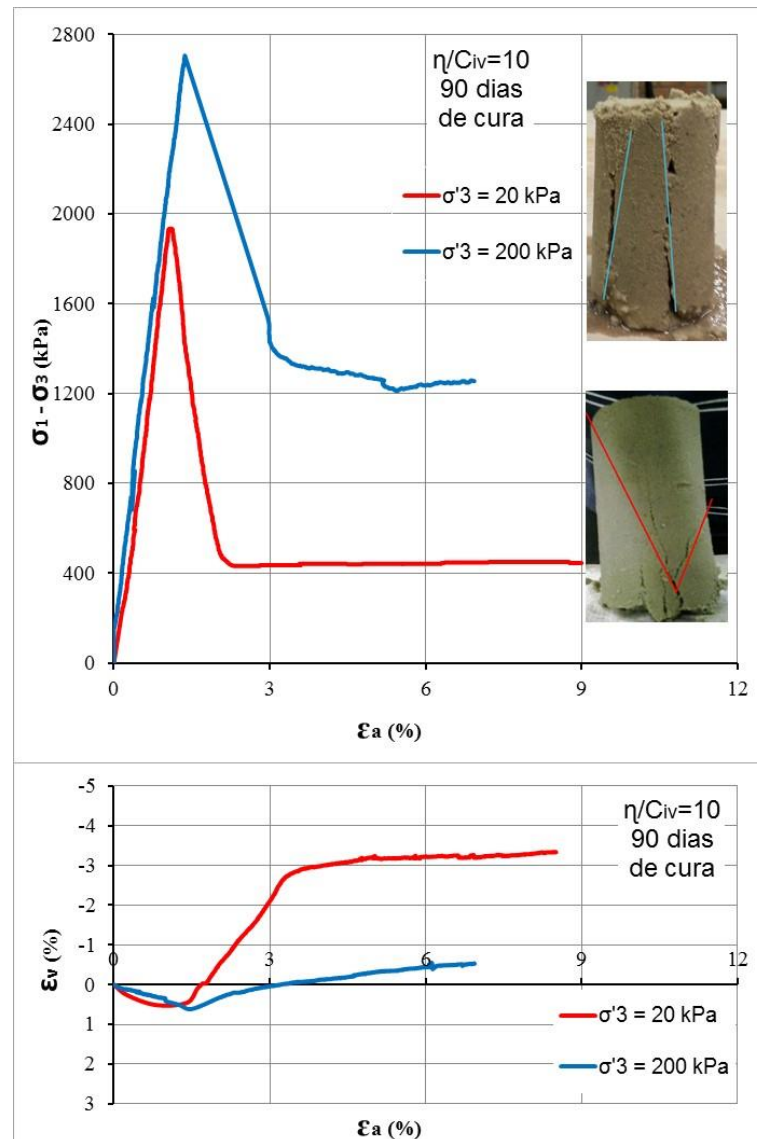 2800
2400
2000
1600
1200
800
400
0
σ1 - σ3 (kPa)
η/Civ=10
90 dias
de cura
σ'3 = 20 kPa
σ'3 = 200 kPa
0 3 6 9 12
εa (%)
-5
-4
-3
-2
-1
0
1
2
3
εv (%)
η/Civ=10
90 dias
de cura
0 3 6 9 12
σ'3 = 20 kPa
σ'3 = 200 kPa
εa (%)